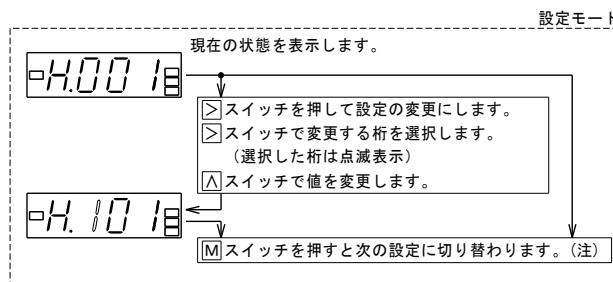 設定モート
現在の状態を表示します。
-H.001
>スイッチを押して設定の変更にします。
>スイッチで変更する桁を選択します。
(選択した桁は点滅表示)
∧スイッチで値を変更します。
-H.101
Mスイッチを押すと次の設定に切り替わります。(注)